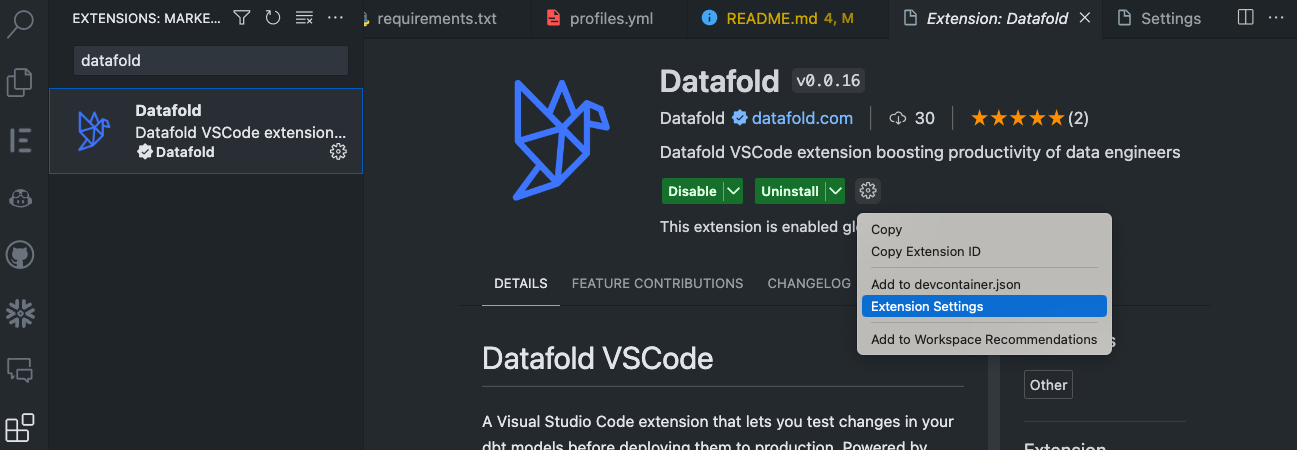 EXTENSIONS: MARKE...
datafold
Datafold
Datafold VSCode extension...
Datafold
requirements.txt
profiles.yml
README.md 4, M
Extension: Datafold
Settings
Datafold v0.0.16
Datafold datafold.com 30 (2)
Datafold VSCode extension boosting productivity of data engineers
Disable Uninstall
This extension is enabled
Copy
Copy Extension ID
Add to devcontainer.json
Extension Settings
Add to Workspace Recommendations
DETAILS FEATURE CONTRIBUTIONS CHANGELOG
Datafold VSCode
A Visual Studio Code extension that lets you test changes in your
dbt models before deploying them to production. Powered by
Other
Extension